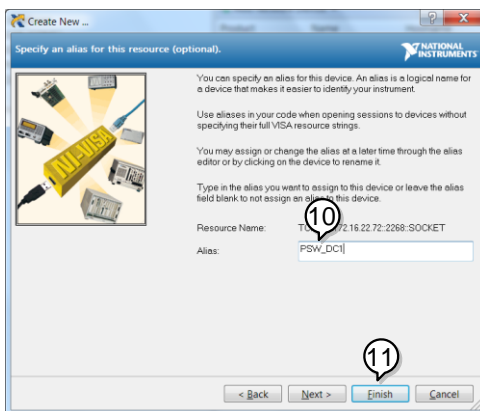 Create New ...
Specify an alias for this resource (optional).
NATIONAL
INSTRUMENTS
NI-VISA
You can specify an alias for this device. An alias is a logical name for
a device that makes it easier to identify your instrument.
Use aliases in your code when opening sessions to devices without
specifying their full VISA resource strings.
You may assign or change the alias at a later time through the alias
editor or by clicking on the device to rename it.
Type in the alias you want to assign to this device or leave the alias
field blank to not assign an alias to this device.
10
Resource Name: 72.16.22.72::2268::SOCKET
Alias: PSW_DC1
11
< Back Next > Finish Cancel